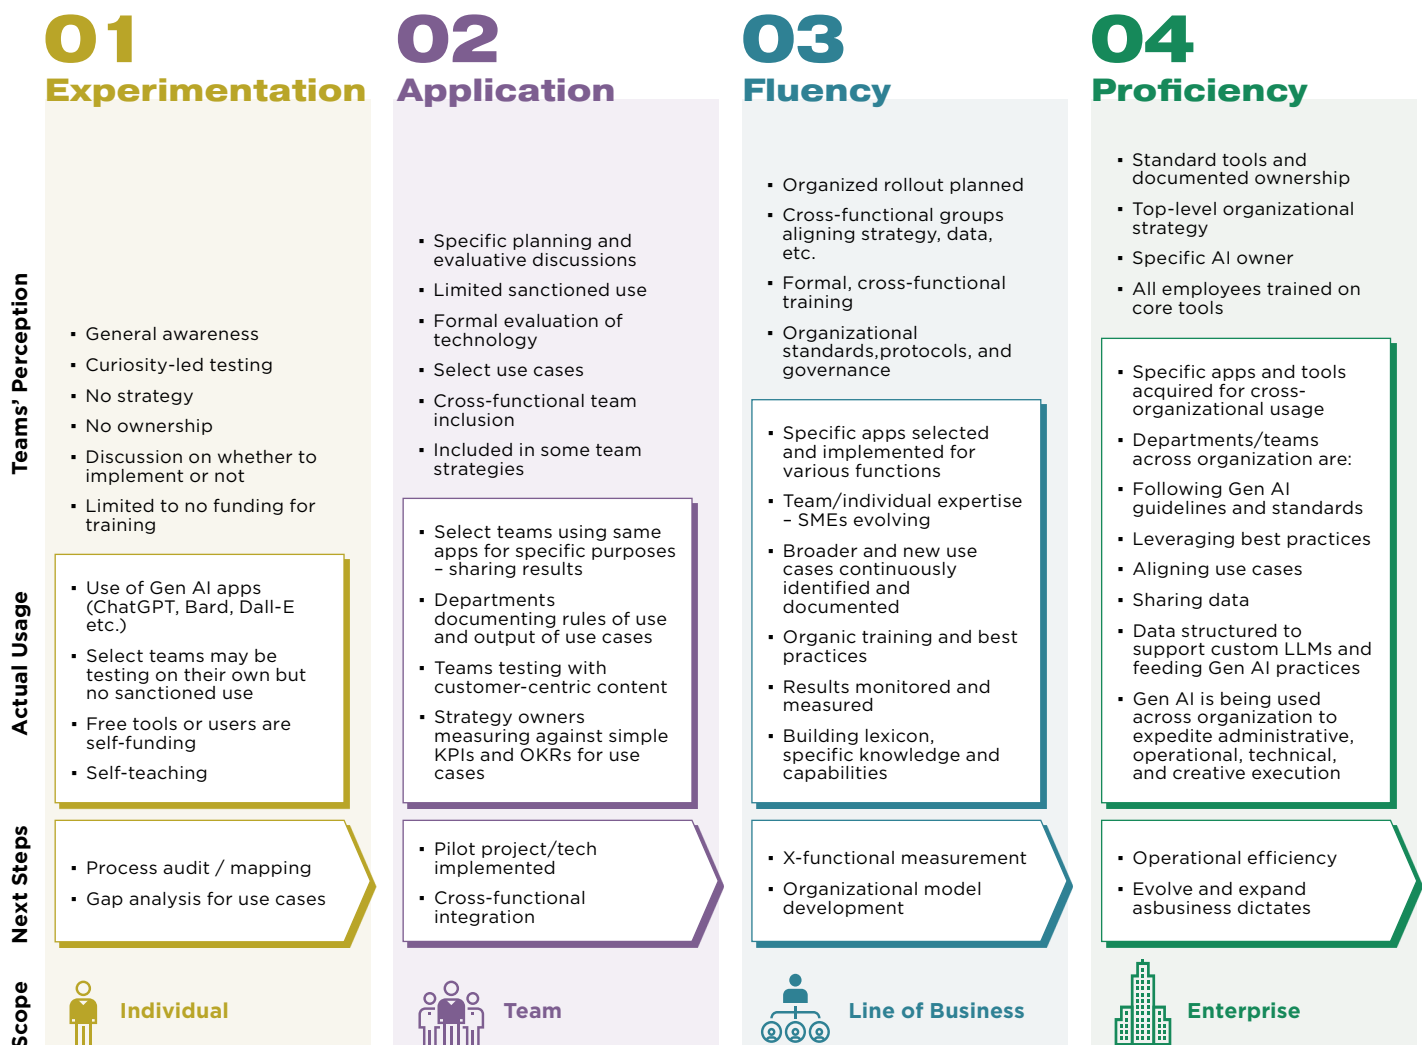 01
Experimentation
02
Application
03
Fluency
04
Proficiency
Teams' Perception
▪ General awareness
▪ Curiosity-led testing
▪ No strategy
▪ No ownership
▪ Discussion on whether to
implement or not
▪ Limited to no funding for
training
▪ Specific planning and
evaluative discussions
▪ Limited sanctioned use
▪ Formal evaluation of
technology
▪ Select use cases
▪ Cross-functional team
inclusion
▪ Included in some team
strategies
▪ Organized rollout planned
▪ Cross-functional groups
aligning strategy, data,
etc.
▪ Formal, cross-functional
training
▪ Organizational
standards,protocols, and
governance
▪ Standard tools and
documented ownership
▪ Top-level organizational
strategy
▪ Specific AI owner
▪ All employees trained on
core tools
Actual Usage
▪ Use of Gen AI apps
(ChatGPT, Bard, Dall-E
etc.)
▪ Select teams may be
testing on their own but
no sanctioned use
▪ Free tools or users are
self-funding
▪ Self-teaching
▪ Select teams using same
apps for specific purposes
– sharing results
▪ Departments
documenting rules of use
and output of use cases
▪ Teams testing with
customer-centric content
▪ Strategy owners
measuring against simple
KPIs and OKRs for use
cases
▪ Specific apps selected
and implemented for
various functions
▪ Team/individual expertise
– SMEs evolving
▪ Broader and new use
cases continuously
identified and
documented
▪ Organic training and best
practices
▪ Results monitored and
measured
▪ Building lexicon,
specific knowledge and
capabilities
▪ Specific apps and tools
acquired for cross-
organizational usage
▪ Departments/teams
across organization are:
▪ Following Gen AI
guidelines and standards
▪ Leveraging best practices
▪ Aligning use cases
▪ Sharing data
▪ Data structured to
support custom LLMs and
feeding Gen AI practices
▪ Gen AI is being used
across organization to
expedite administrative,
operational, technical,
and creative execution
Next Steps
▪ Process audit / mapping
▪ Gap analysis for use cases
▪ Pilot project/tech
implemented
▪ Cross-functional
integration
▪ X-functional measurement
▪ Organizational model
development
▪ Operational efficiency
▪ Evolve and expand
asbusiness dictates
Scope
Individual
Team
Line of Business
Enterprise